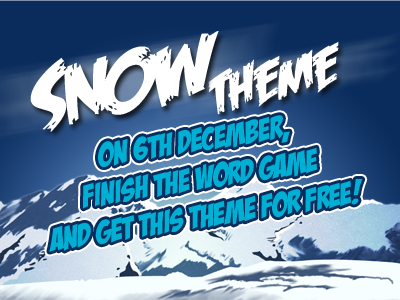 SNOW THEME
ON 6TH DECEMBER,
FINISH THE WORD GAME
AND GET THIS THEME FOR FREE!